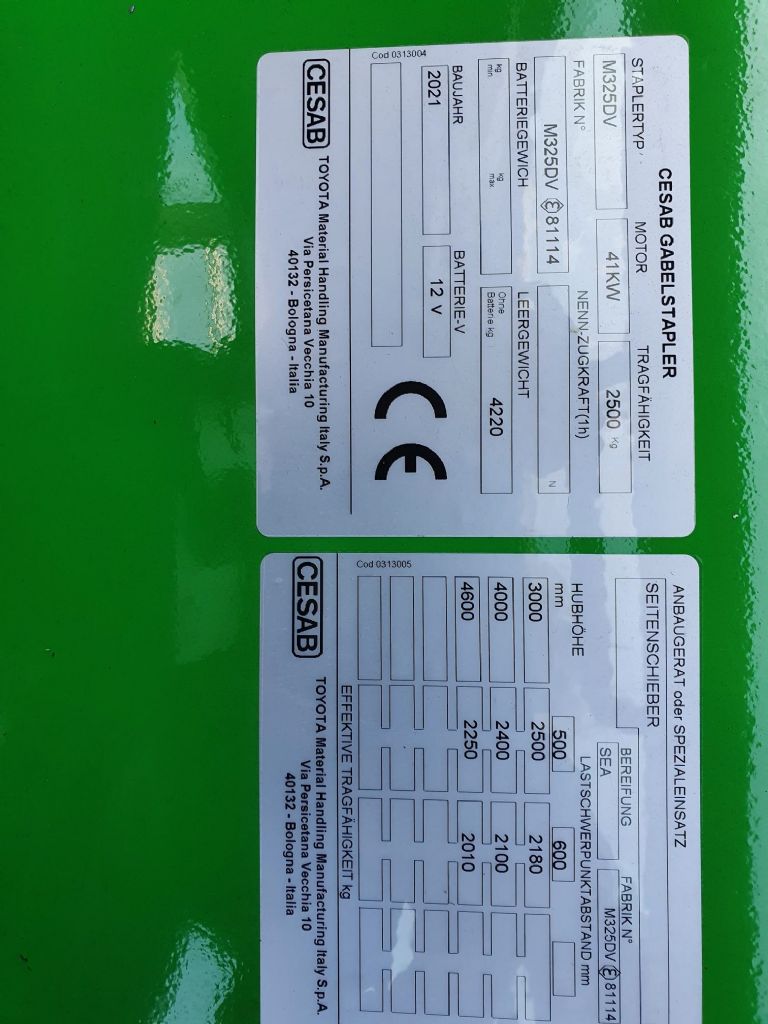 CESAB GABELSTAPLER
STAPLERTYP MOTOR TRAGFÄHIGKEIT
M325DV 41KW 2500 kg
FABRIK N° NENN-ZUGKRAFT(1h)
M325DV Ⓔ 81114 N
BATTERIEGEWICH LEERGEWICHT
kg min. kg max Ohne Batterie kg 4220
BAUJAHR BATTERIE-V
2021 12 V
Cod 0313004
CESAB TOYOTA Material Handling Manufacturing Italy S.p.A.
Via Persicetana Vecchia 10
40132 - Bologna - Italia
CE
ANBAUGERAT oder SPEZIALEINSATZ
SEITENSCHIEBER BEREIFUNG FABRIK N°
SEA M325DV Ⓔ 81114
HUBHÖHE LASTSCHWERPUNKTABSTAND mm
mm 500 600
3000 2500 2180
4000 2400 2100
4600 2250 2010
EFFEKTIVE TRAGFÄHIGKEIT kg
Cod 0313005
CESAB TOYOTA Material Handling Manufacturing Italy S.p.A.
Via Persicetana Vecchia 10
40132 - Bologna - Italia